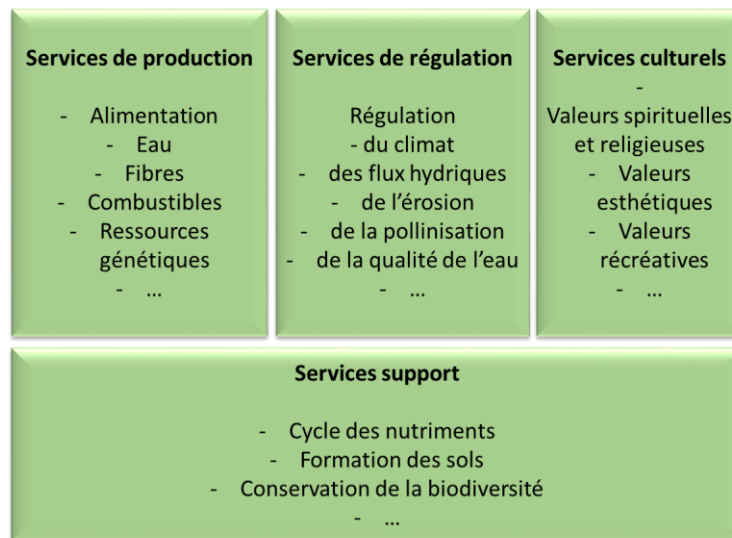 Services de production
- Alimentation
- Eau
- Fibres
- Combustibles
- Ressources
génétiques
- ...
Services de régulation
Régulation
- du climat
- des flux hydriques
- de l'érosion
- de la pollinisation
- de la qualité de l'eau
- ...
Services culturels
-
Valeurs spirituelles
et religieuses
- Valeurs
esthétiques
- Valeurs
récréatives
- ...
Services support
- Cycle des nutriments
- Formation des sols
- Conservation de la biodiversité
- ...